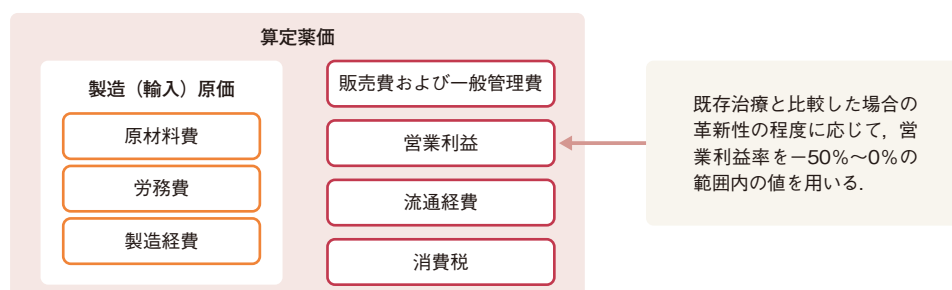 算定薬価
製造（輸入）原価
原材料費
労務費
製造経費
販売費および一般管理費
営業利益
流通経費
消費税
既存治療と比較した場合の
革新性の程度に応じて，営
業利益率を－50%～0%の
範囲内の値を用いる．